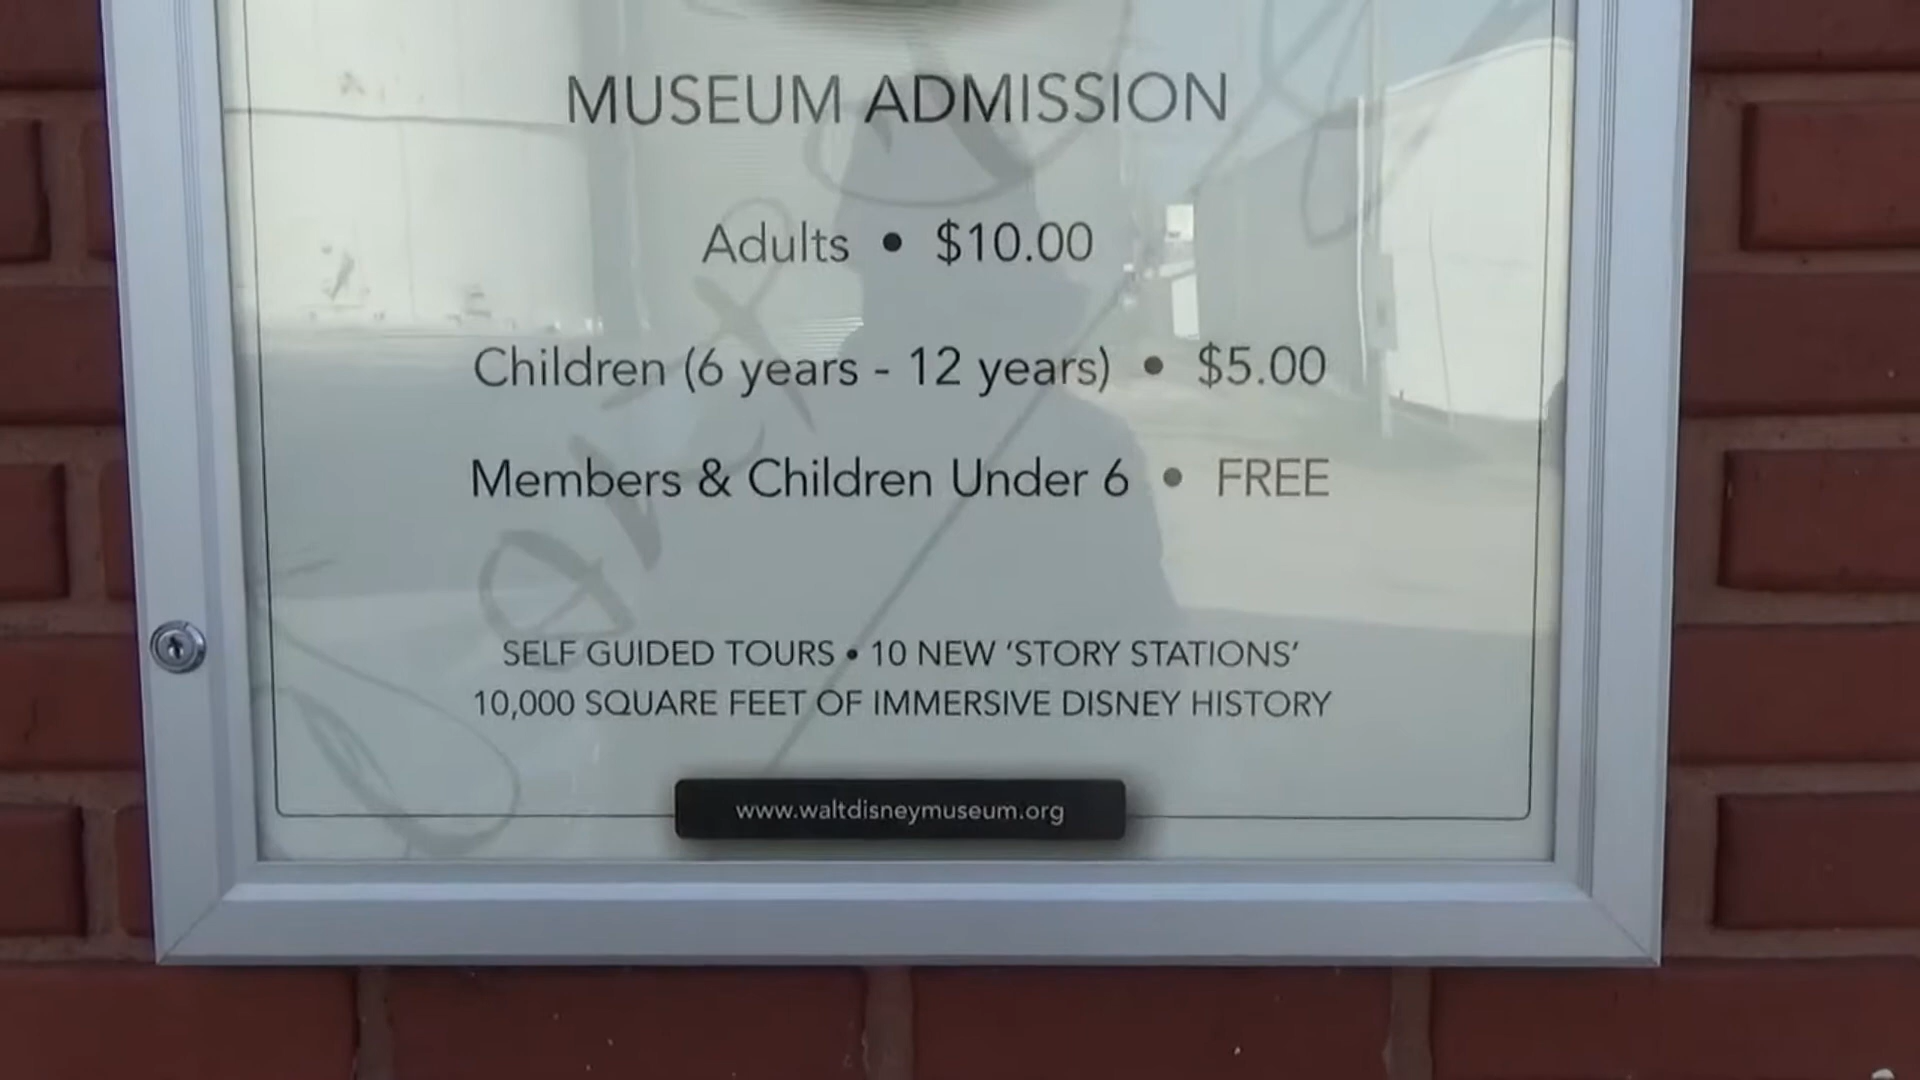 MUSEUM ADMISSION
Adults • $10.00
Children (6 years - 12 years) • $5.00
Members & Children Under 6 • FREE
SELF GUIDED TOURS • 10 NEW ‘STORY STATIONS’
10,000 SQUARE FEET OF IMMERSIVE DISNEY HISTORY
www.waltdisneymuseum.org